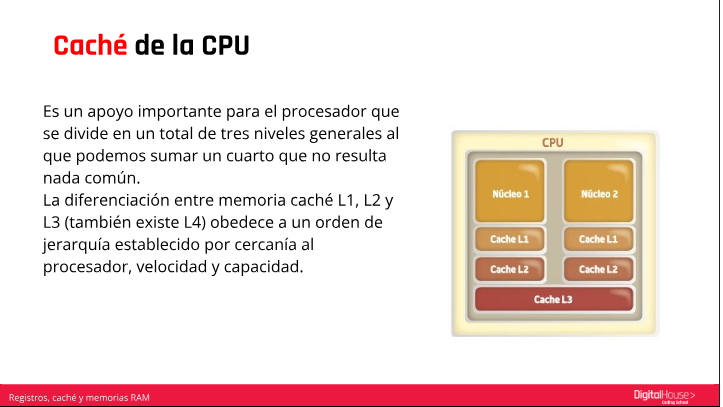 Caché de la CPU
Es un apoyo importante para el procesador que
se divide en un total de tres niveles generales al
que podemos sumar un cuarto que no resulta
nada común.
La diferenciación entre memoria caché L1, L2 y
L3 (también existe L4) obedece a un orden de
jerarquía establecido por cercanía al
procesador, velocidad y capacidad.
CPU
Núcleo 1
Núcleo 2
Cache L1
Cache L1
Cache L2
Cache L2
Cache L3
Registros, caché y memorias RAM
DigitalHouse>
Coding School